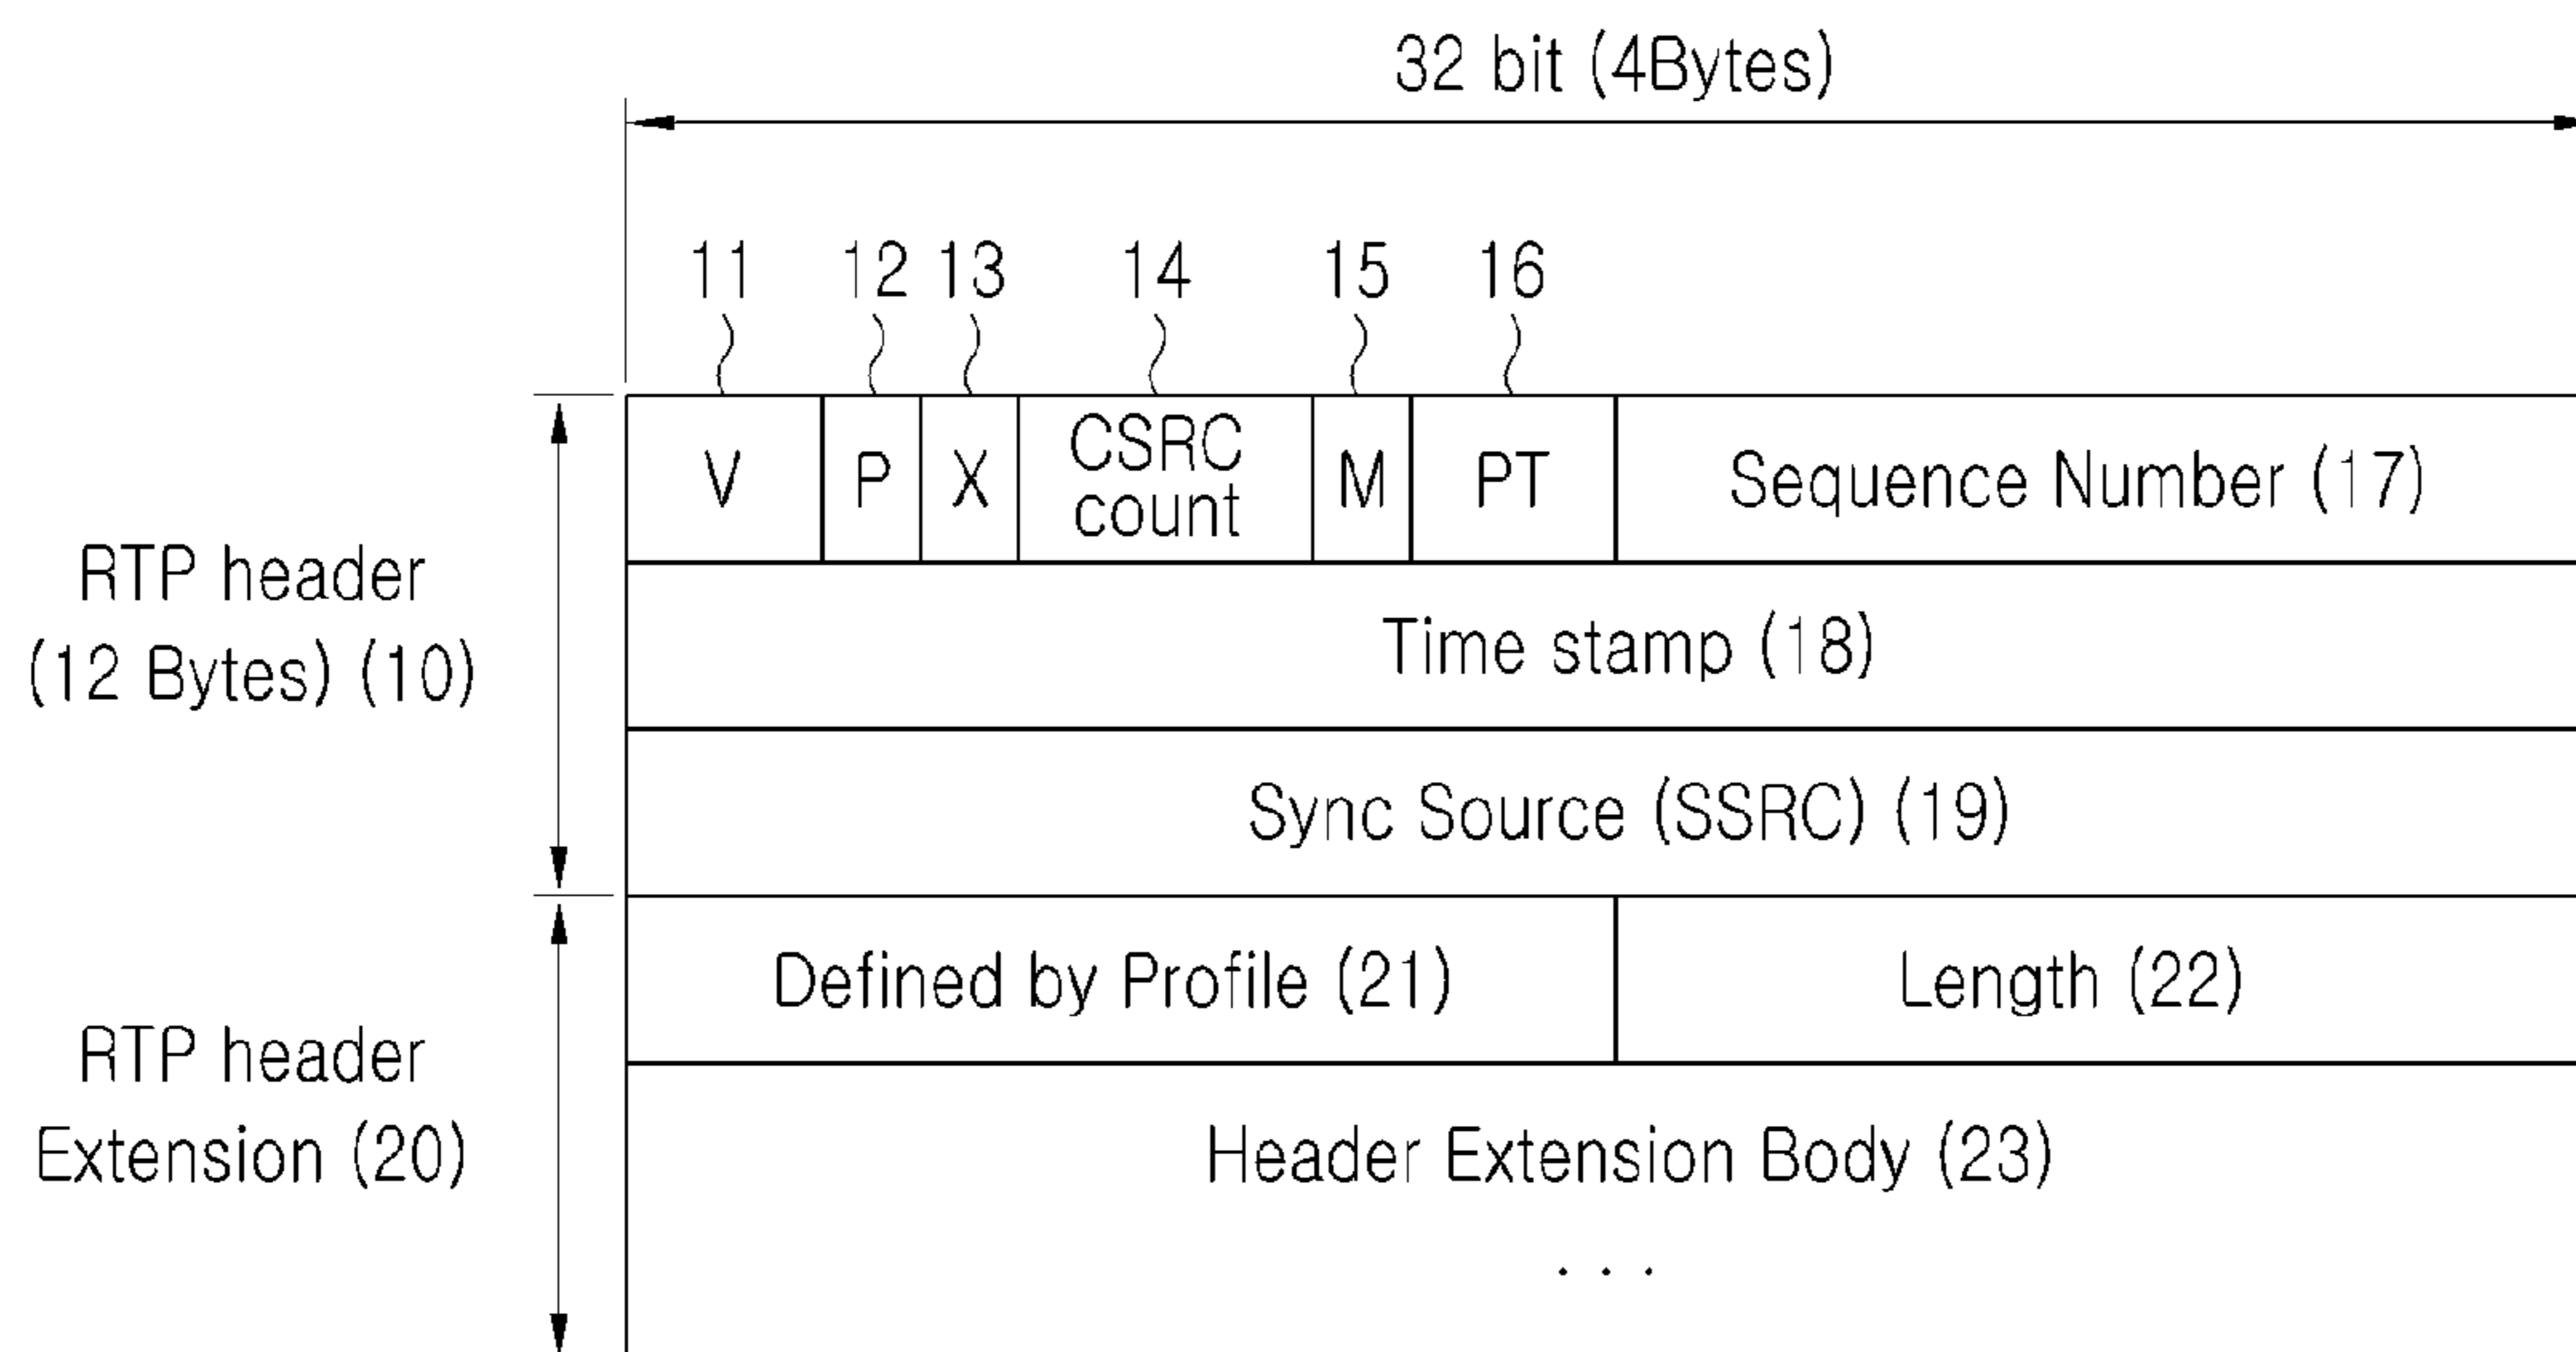 32 bit (4Bytes)
11 12 13 14 15 16
V P X CSRC count M PT Sequence Number (17)
RTP header
(12 Bytes) (10)
Time stamp (18)
Sync Source (SSRC) (19)
Defined by Profile (21) Length (22)
RTP header
Extension (20)
Header Extension Body (23)
. . .